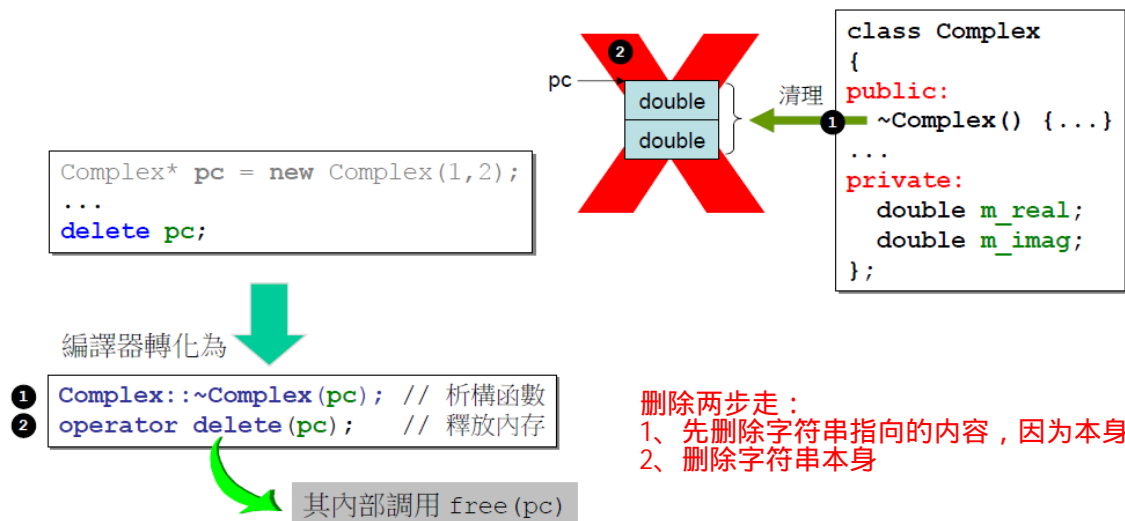 Complex* pc = new Complex(1,2);
...
delete pc;
編譯器轉化為
1 Complex::~Complex(pc); // 析構函數
2 operator delete(pc); // 釋放內存
其內部調用 free(pc)
2
pc
double
double
清理
1
class Complex
{
public:
~Complex() {...}
...
private:
double m_real;
double m_imag;
};
删除两步走：
1、先删除字符串指向的内容，因为本身
2、删除字符串本身